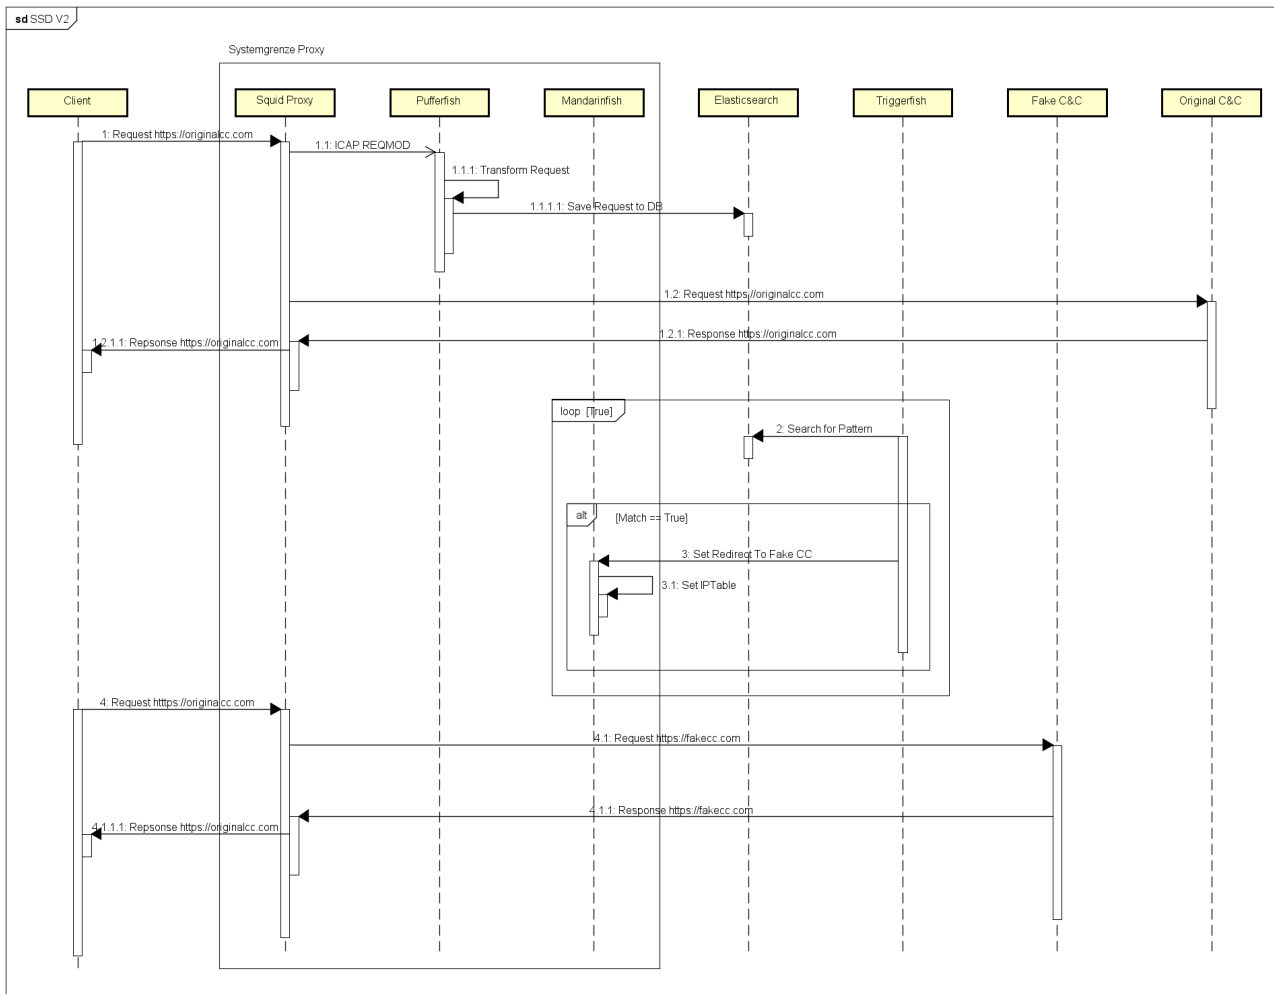 sd SSD V2
Systemgrenze Proxy
Client
Squid Proxy
Pufferfish
Mandarinfish
Elasticsearch
Triggerfish
Fake C&C
Original C&C
1: Request https://originalcc.com
1.1: ICAP REQMOD
1.1.1: Transform Request
1.1.1.1: Save Request to DB
1.2: Request https://originalcc.com
1.2.1: Response https://originalcc.com
1.2.1.1: Repsonse https://originalcc.com
loop [True]
2: Search for Pattern
alt [Match == True]
3: Set Redireqt To Fake CC
3.1: Set IPTable
4: Request htttps://originalcc.com
4.1: Request https://fakecc.com
4.1.1: Response https://fakecc.com
4.1.1.1: Repsonse https://originalcc.com